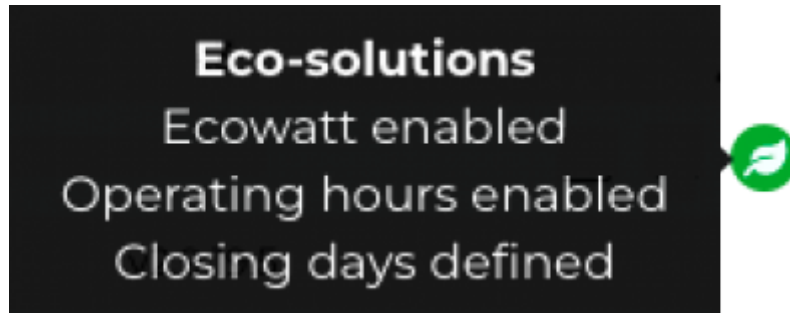 Eco-solutions
Ecowatt enabled
Operating hours enabled
Closing days defined